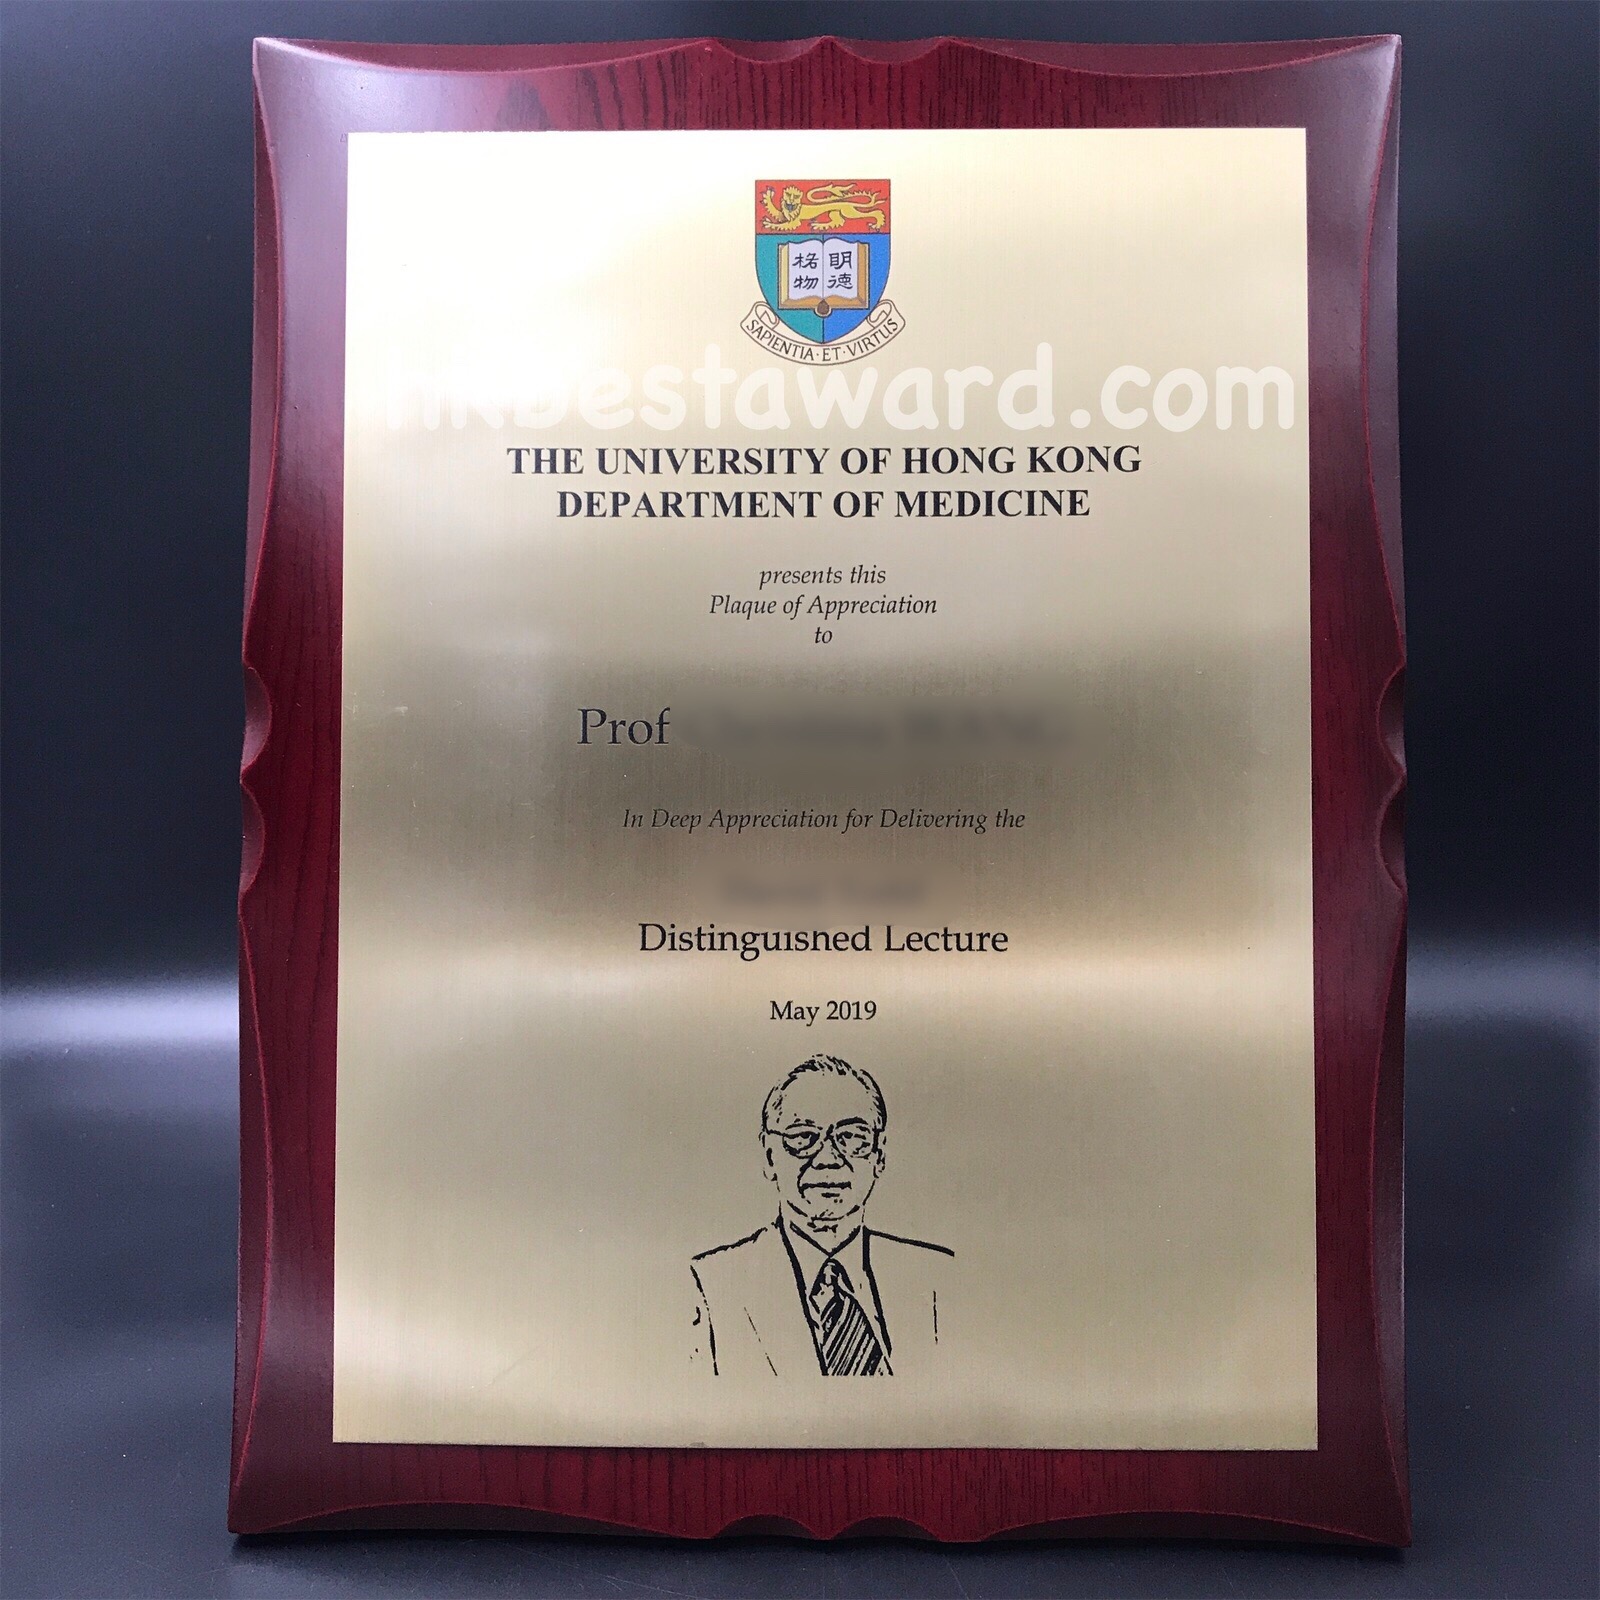 格物
明德
SAPIENTIA·ET·VIRTUS
hkbestaward.com
THE UNIVERSITY OF HONG KONG
DEPARTMENT OF MEDICINE
presents this
Plaque of Appreciation
to
Prof
In Deep Appreciation for Delivering the
Distinguished Lecture
May 2019